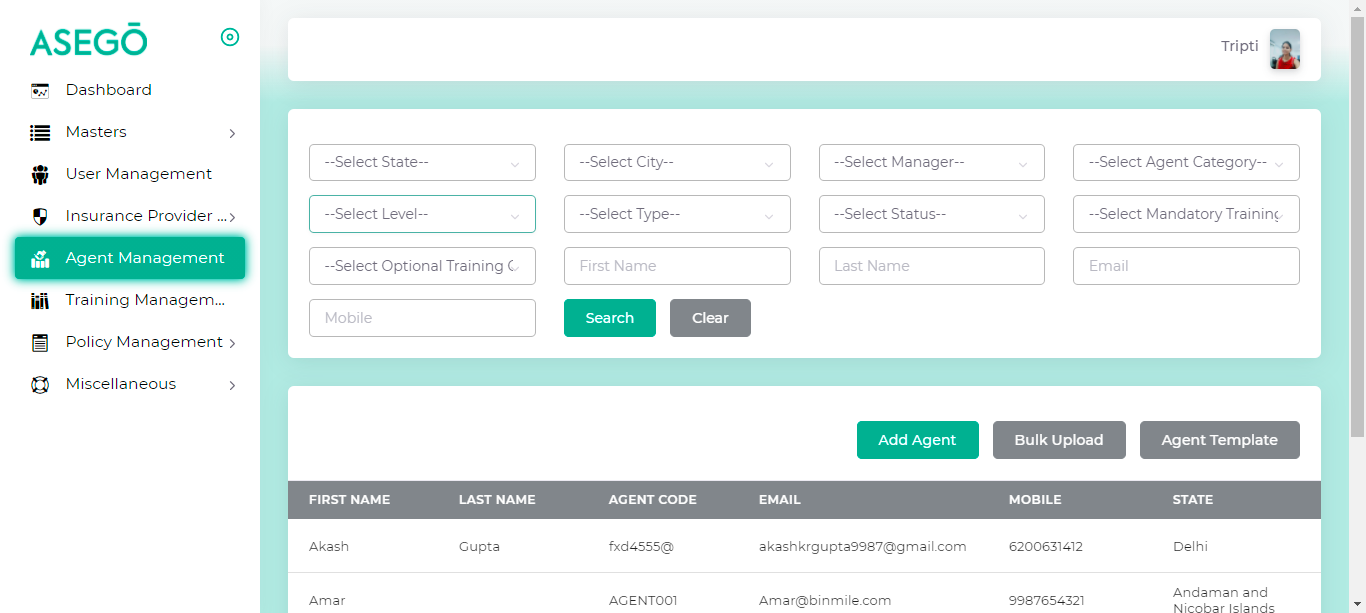 ASEGŌ
Dashboard
Masters
User Management
Insurance Provider ...
Agent Management
Training Managem...
Policy Management
Miscellaneous
Tripti
--Select State-- --Select City-- --Select Manager-- --Select Agent Category--
--Select Level-- --Select Type-- --Select Status-- --Select Mandatory Training
--Select Optional Training First Name Last Name Email
Mobile Search Clear
Add Agent Bulk Upload Agent Template
FIRST NAME LAST NAME AGENT CODE EMAIL MOBILE STATE
Akash Gupta fxd4555@ akashkrgupta9987@gmail.com 6200631412 Delhi
Amar AGENT001 Amar@binmile.com 9987654321 Andaman and
Nicobar Islands